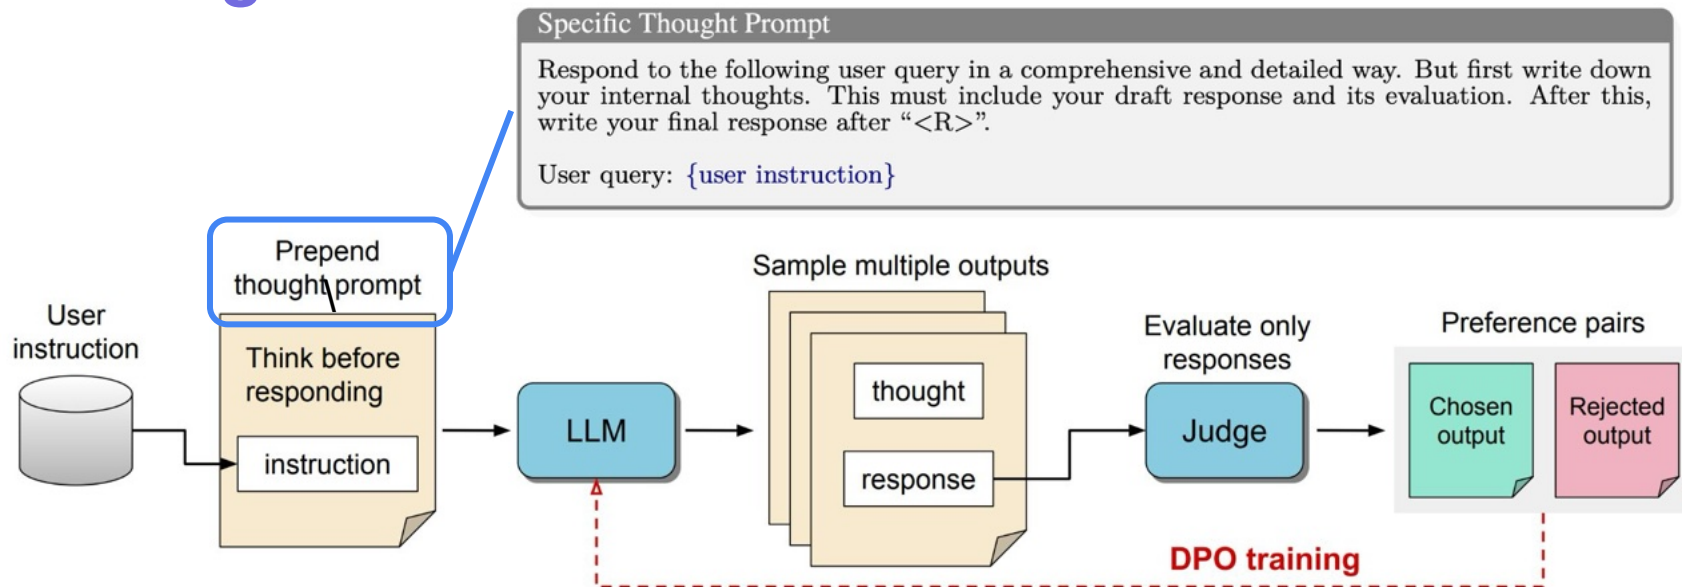 Specific Thought Prompt
Respond to the following user query in a comprehensive and detailed way. But first write down
your internal thoughts. This must include your draft response and its evaluation. After this,
write your final response after “<R>”.
User query: {user instruction}
Prepend
thought prompt
User
instruction
Think before
responding
instruction
LLM
Sample multiple outputs
thought
response
Evaluate only
responses
Judge
Preference pairs
Chosen
output
Rejected
output
DPO training